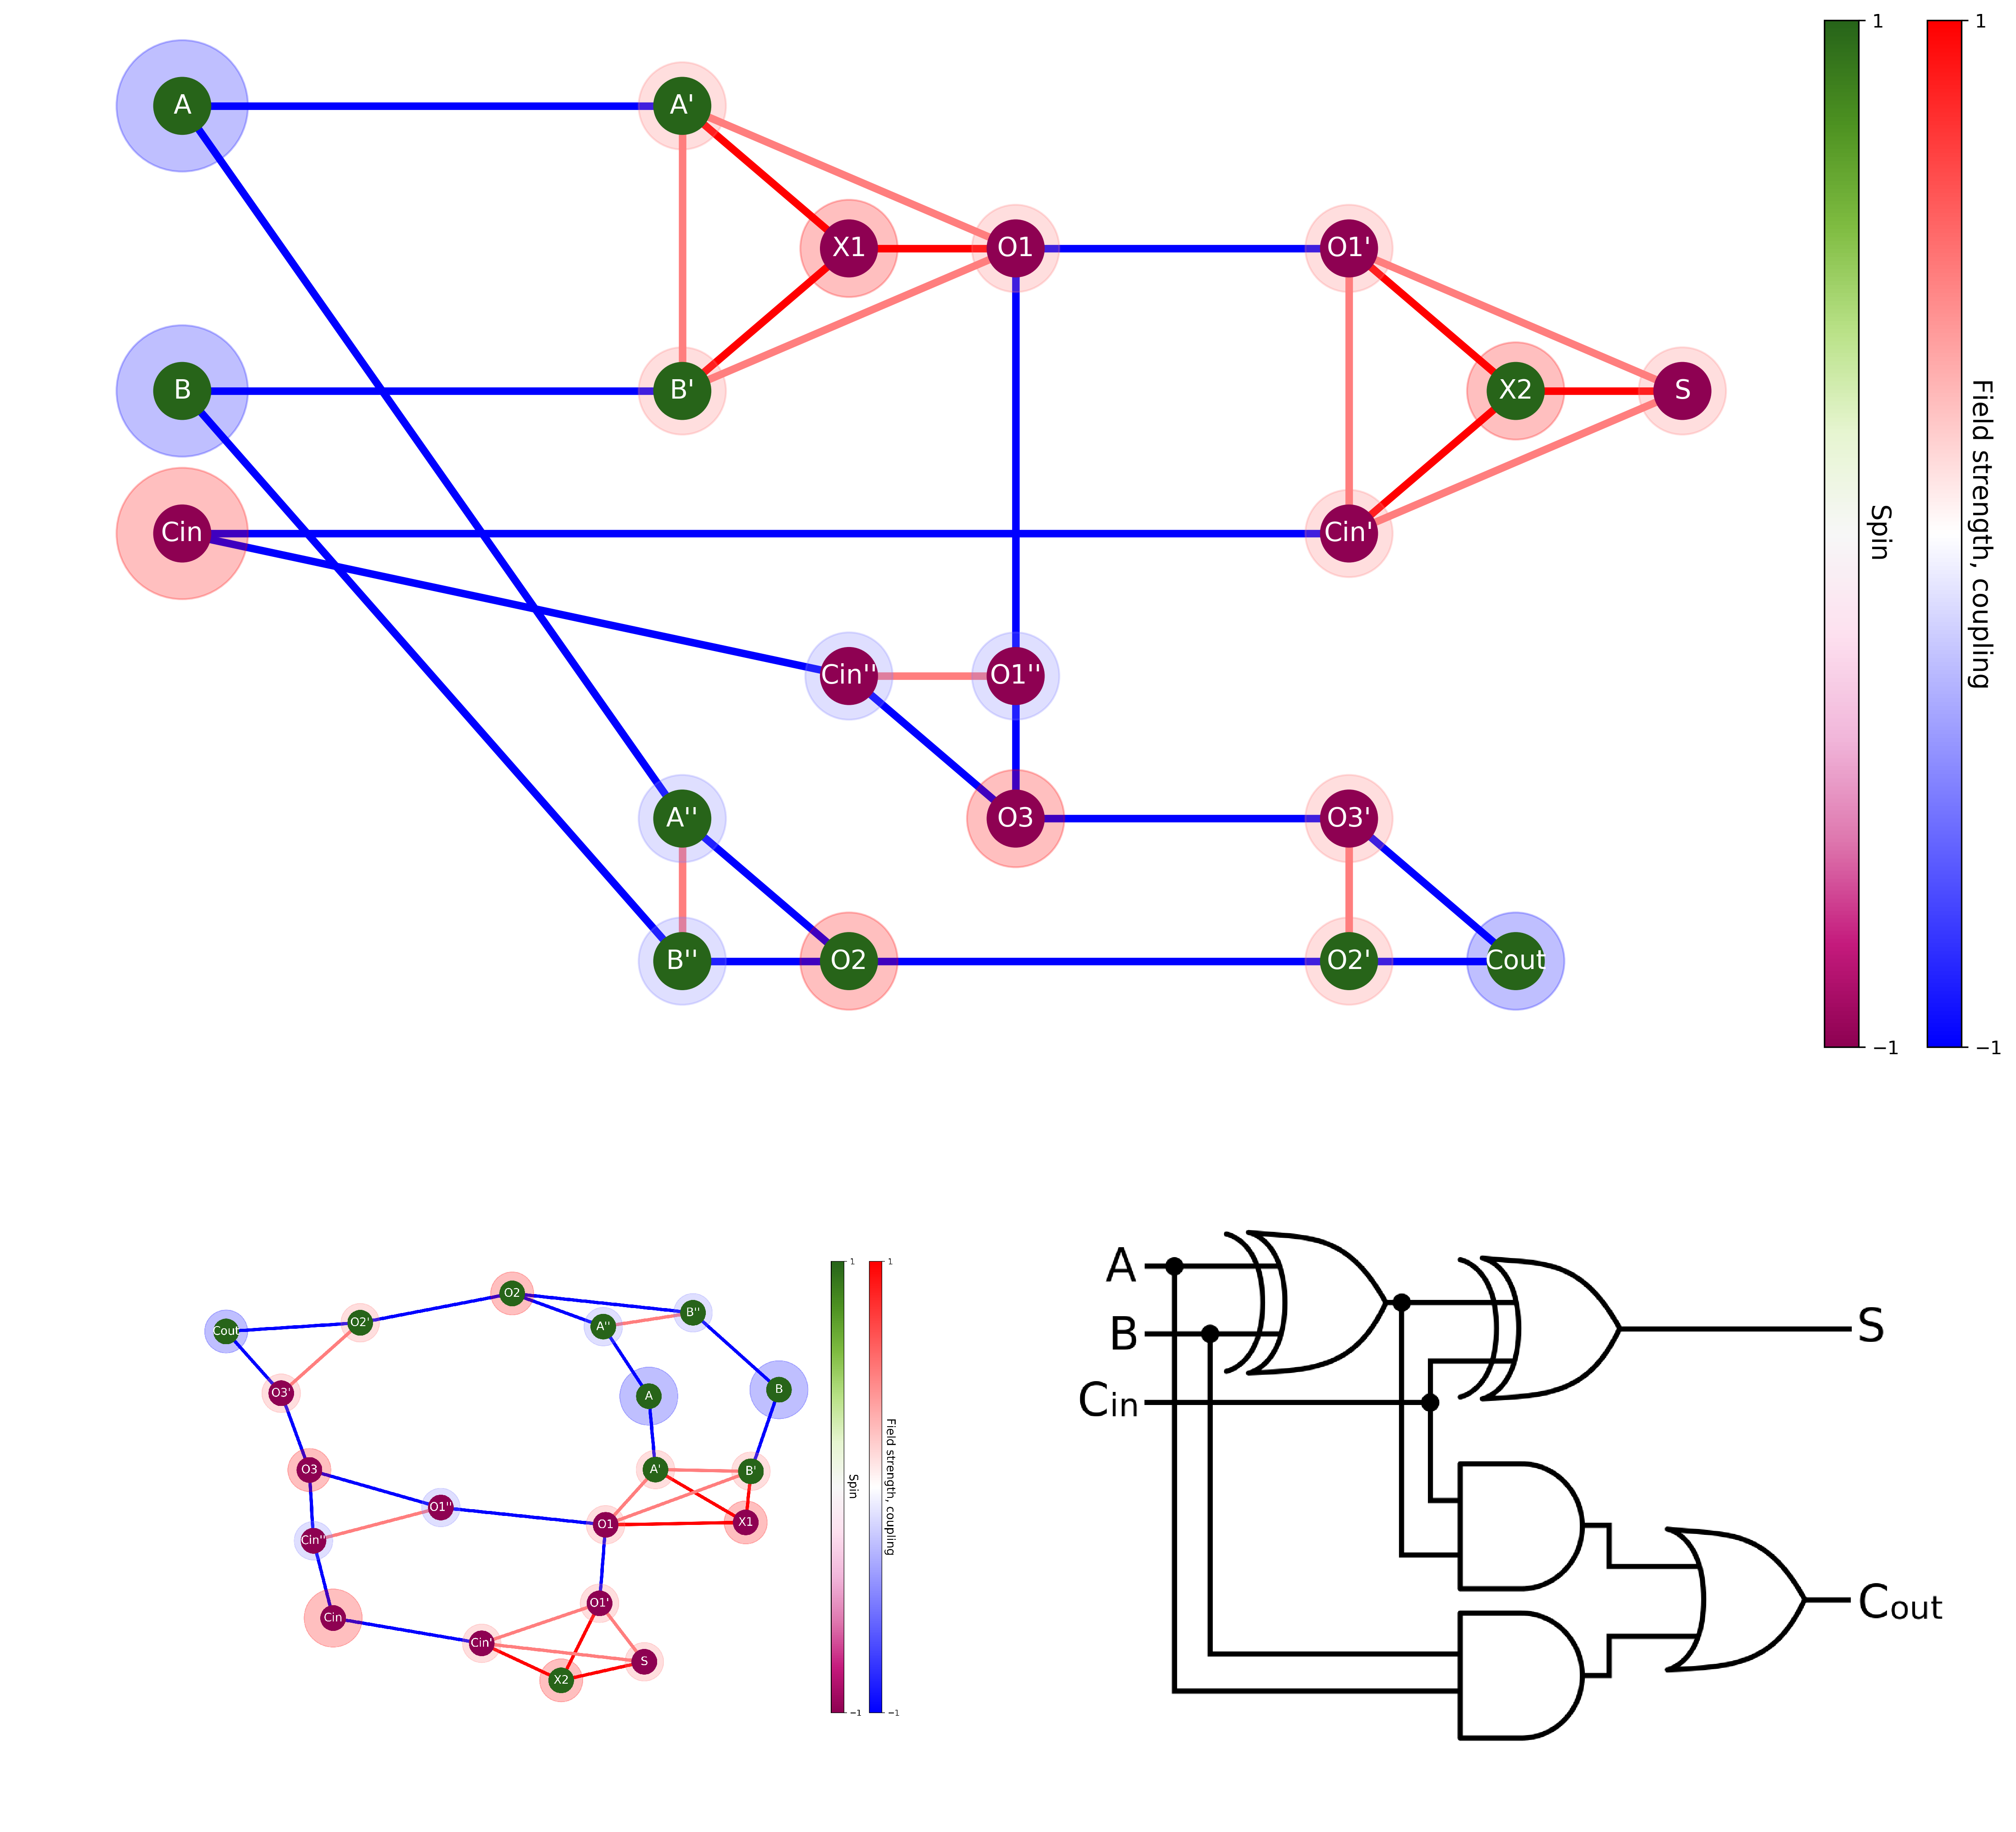 A
A'
X1
O1
O1'
B
B'
X2
S
Cin
Cin'
Cin''
O1''
A''
O3
O3'
B''
O2
O2'
Cout
1
Spin
−1
1
Field strength, coupling
−1
O2
B''
A''
Cout
O2'
O3'
A
B
O3
A'
B'
O1''
O1
X1
Cin''
Cin
O1'
Cin'
S
X2
1
Spin
−1
1
Field strength, coupling
−1
A
B
Cin
S
Cout